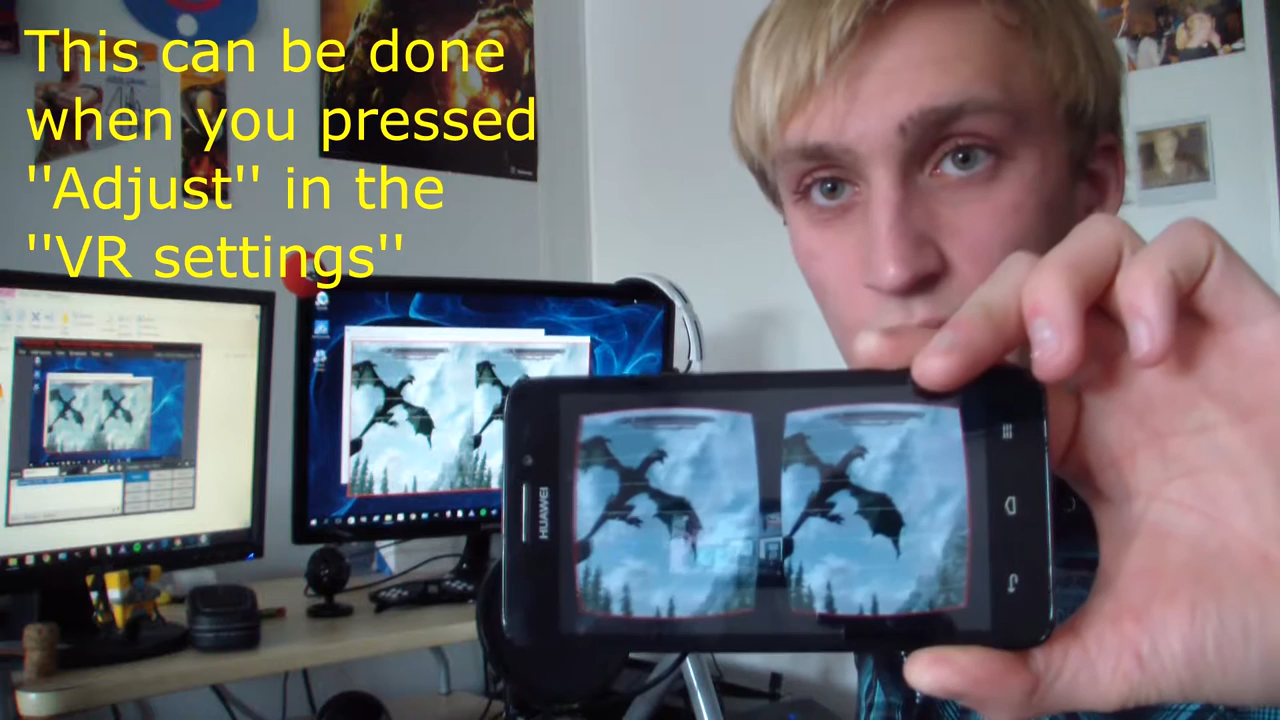 This can be done
when you pressed
"Adjust" in the
"VR settings"
HUAWEI